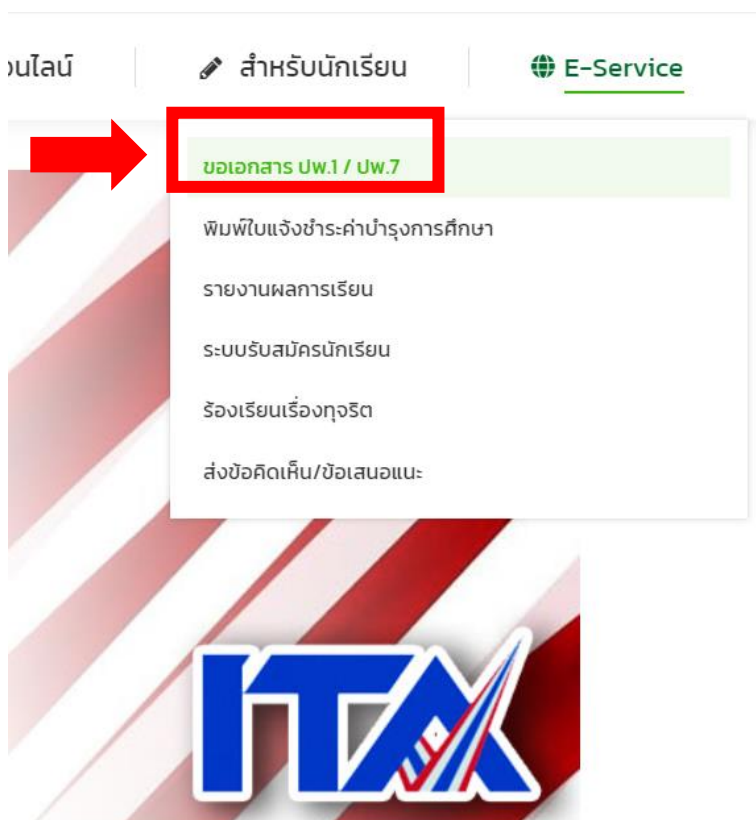 สำหรับนักเรียน
E-Service
ขอเอกสาร ปพ.1 / ปพ.7
พิมพ์ใบแจ้งชำระค่าบำรุงการศึกษา
รายงานผลการเรียน
ระบบรับสมัครนักเรียน
ร้องเรียนเรื่องทุจริต
ส่งข้อคิดเห็น/ข้อเสนอแนะ
ITA